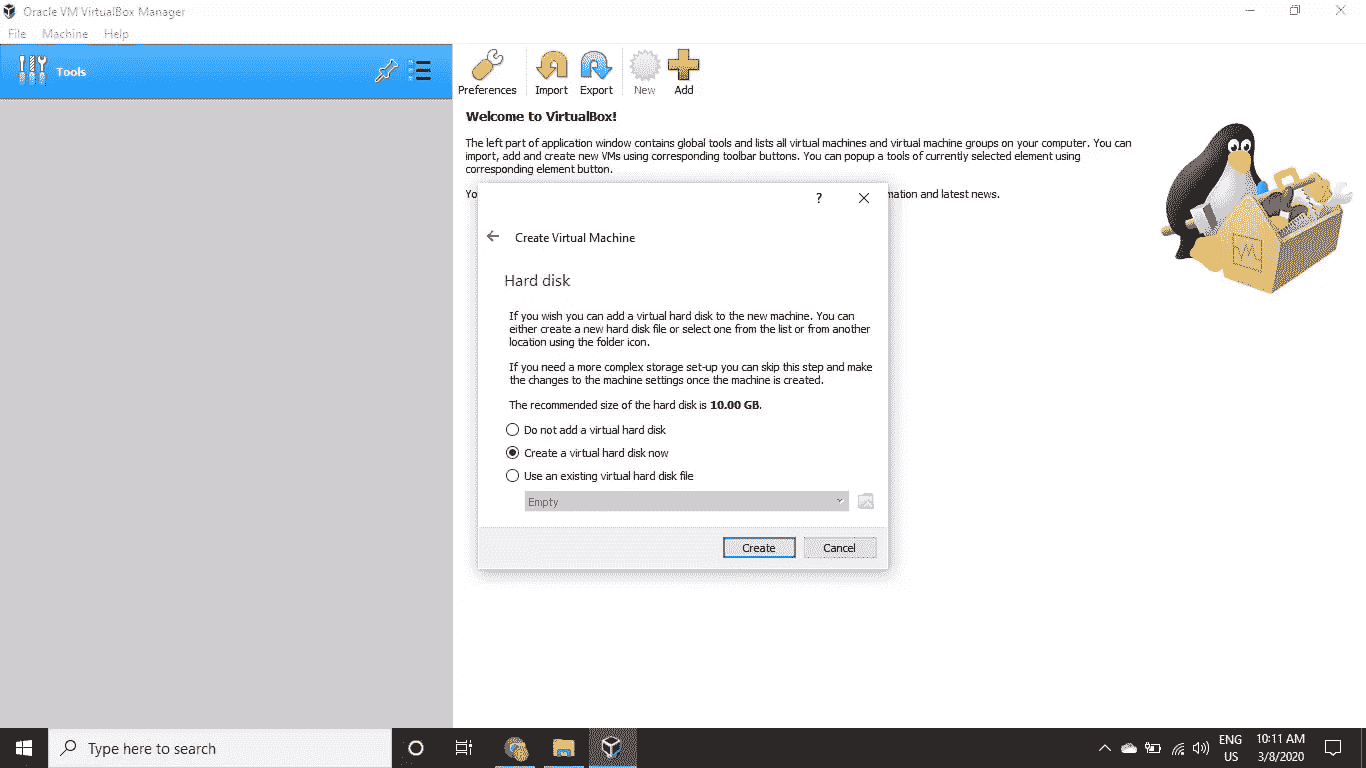 Oracle VM VirtualBox Manager
File Machine Help
Tools
Preferences Import Export New Add
Welcome to VirtualBox!
The left part of application window contains global tools and lists all virtual machines and virtual machine groups on your computer. You can
import, add and create new VMs using corresponding toolbar buttons. You can popup a tools of currently selected element using
corresponding element button.
Yo
mation and latest news.
?
Create Virtual Machine
Hard disk
If you wish you can add a virtual hard disk to the new machine. You can
either create a new hard disk file or select one from the list or from another
location using the folder icon.
If you need a more complex storage set-up you can skip this step and make
the changes to the machine settings once the machine is created.
The recommended size of the hard disk is 10.00 GB.
Do not add a virtual hard disk
Create a virtual hard disk now
Use an existing virtual hard disk file
Empty
Create Cancel
Type here to search
ENG
US
10:11 AM
3/8/2020